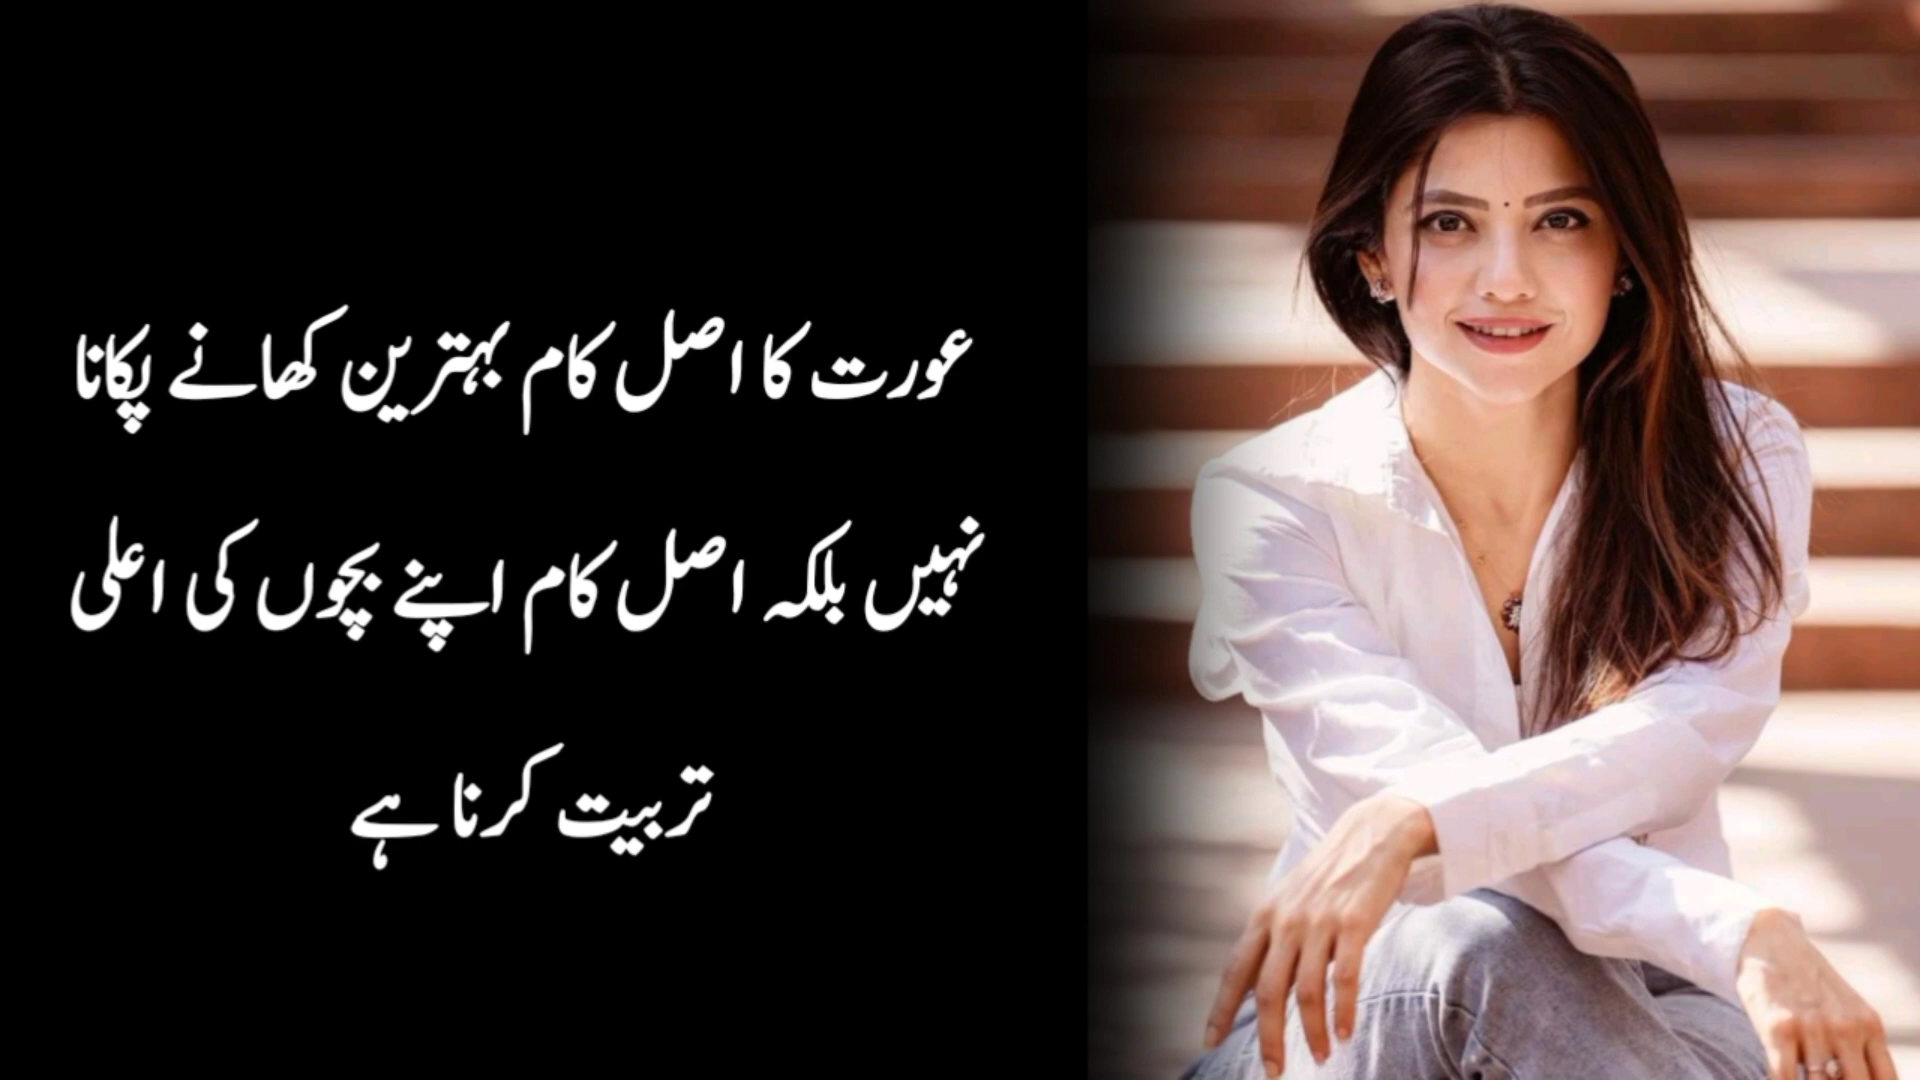 عورت کا اصل کام بہترین کھانے پکانا
نہیں بلکہ اصل کام اپنے بچوں کی اعلی
تربیت کرنا ہے